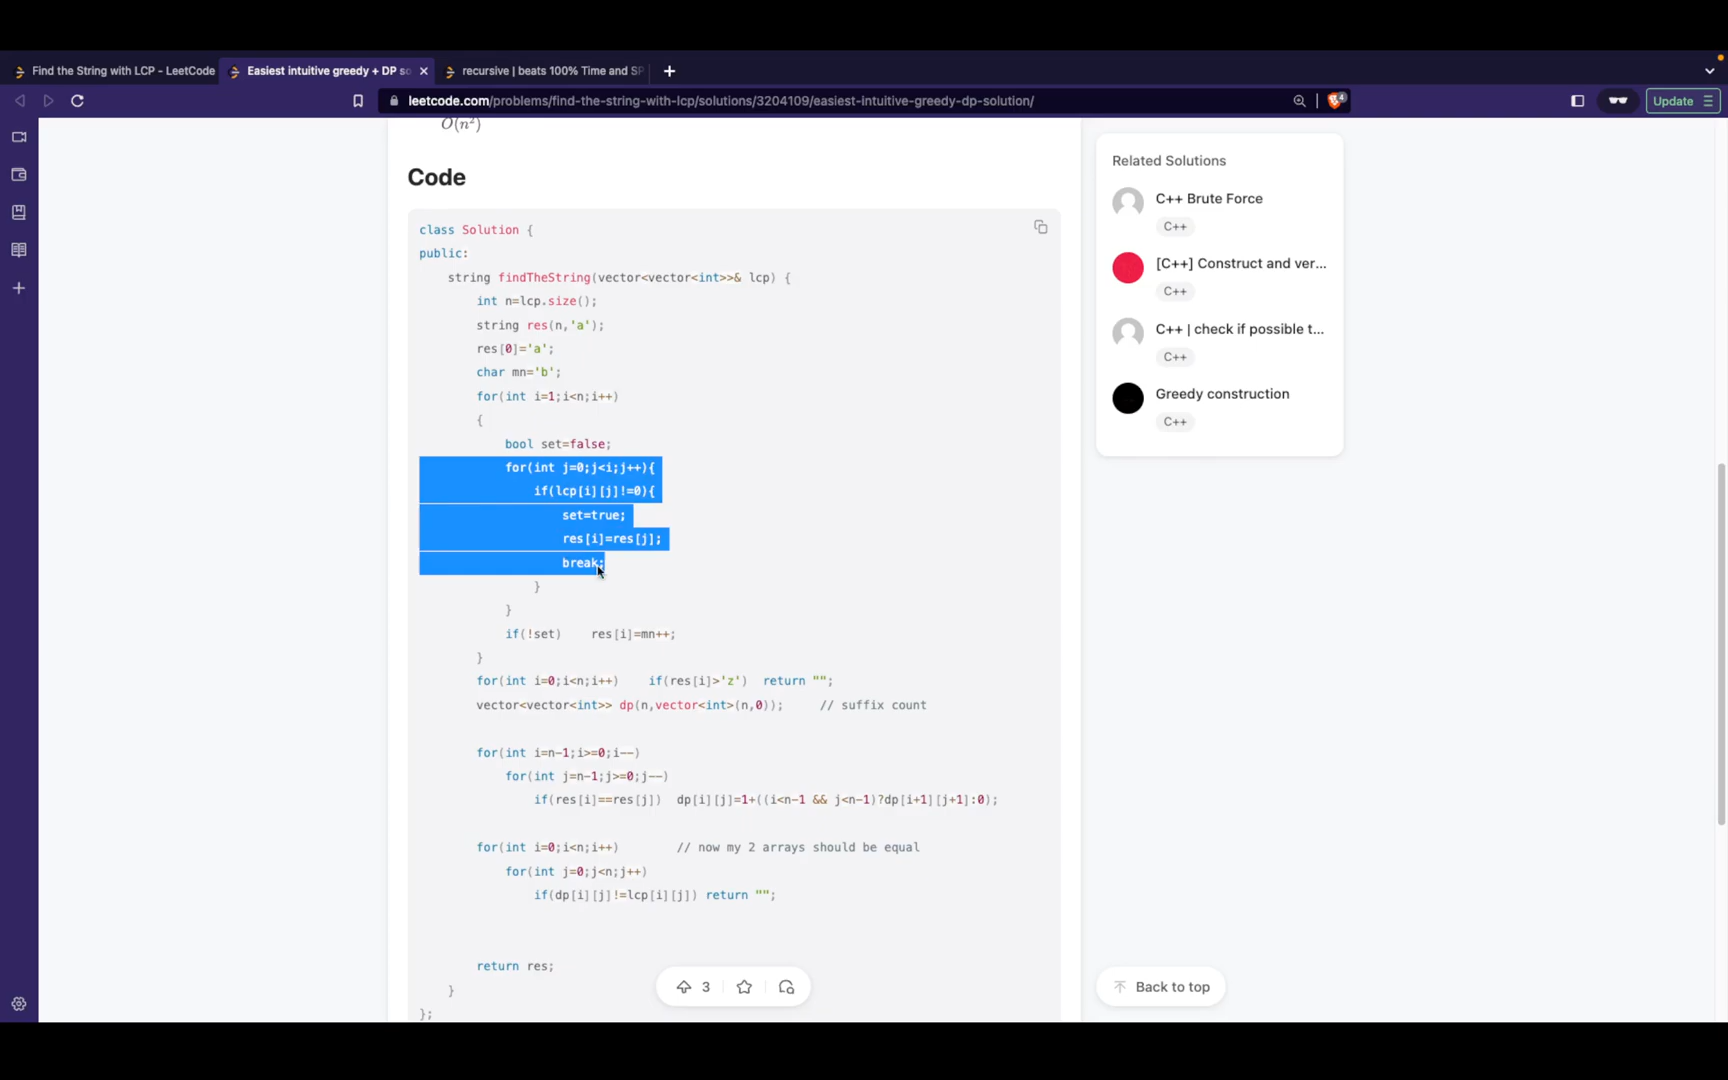 Find the String with LCP - LeetCode
Easiest intuitive greedy + DP so
recursive | beats 100% Time and SP
leetcode.com/problems/find-the-string-with-lcp/solutions/3204109/easiest-intuitive-greedy-dp-solution/
4
Update
O(n²)
Code
class Solution {
public:
    string findTheString(vector<vector<int>>& lcp) {
        int n=lcp.size();
        string res(n,'a');
        res[0]='a';
        char mn='b';
        for(int i=1;i<n;i++)
        {
            bool set=false;
            for(int j=0;j<i;j++){
                if(lcp[i][j]!=0){
                    set=true;
                    res[i]=res[j];
                    break;
                }
            }
            if(!set)    res[i]=mn++;
        }
        for(int i=0;i<n;i++)    if(res[i]>'z')  return "";
        vector<vector<int>> dp(n,vector<int>(n,0));     // suffix count
        for(int i=n-1;i>=0;i--)
            for(int j=n-1;j>=0;j--)
                if(res[i]==res[j])  dp[i][j]=1+((i<n-1 && j<n-1)?dp[i+1][j+1]:0);
        for(int i=0;i<n;i++)        // now my 2 arrays should be equal
            for(int j=0;j<n;j++)
                if(dp[i][j]!=lcp[i][j]) return "";
        return res;
    }
};
3
Related Solutions
C++ Brute Force
C++
[C++] Construct and ver...
C++
C++ | check if possible t...
C++
Greedy construction
C++
Back to top